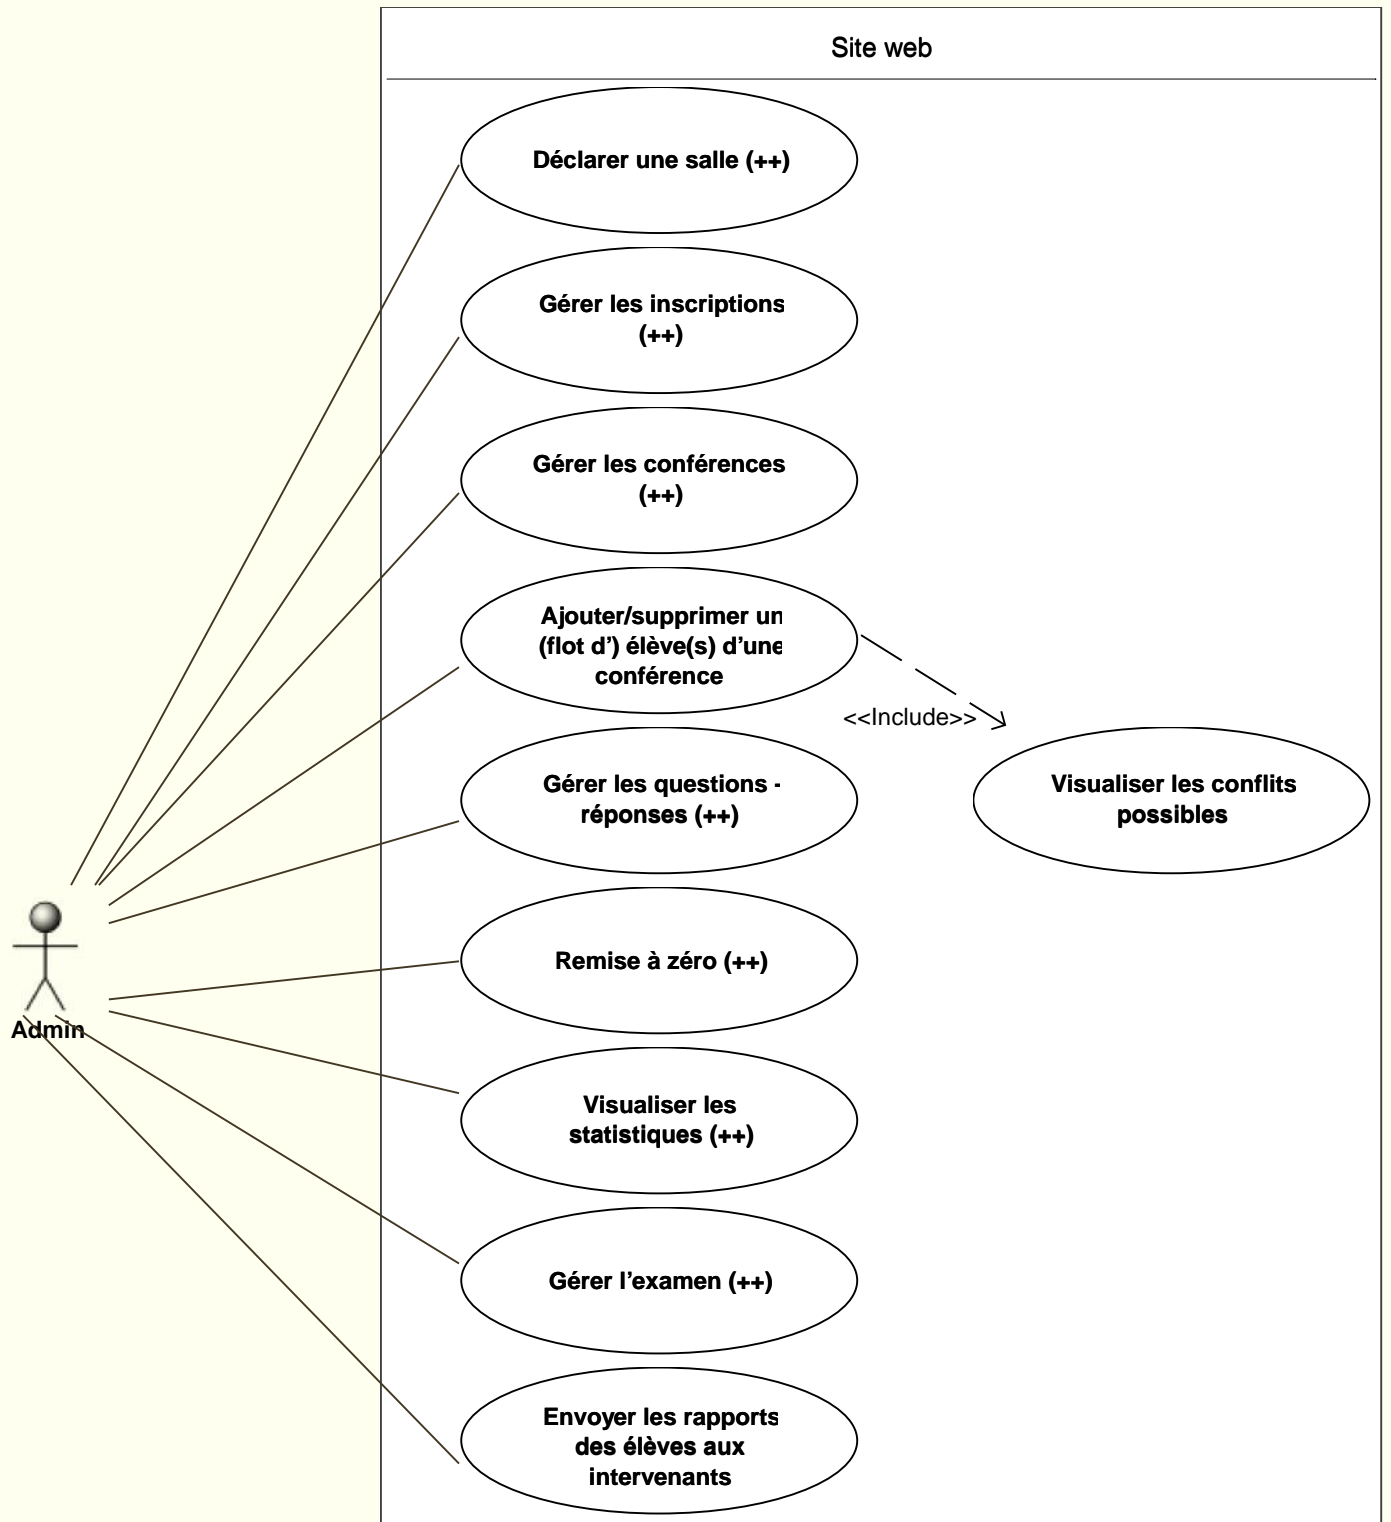 Site web
Déclarer une salle (++)
Gérer les inscriptions
(++)
Gérer les conférences
(++)
Ajouter/supprimer un
(flot d’) élève(s) d’une
conférence
<<Include>>
Gérer les questions -
réponses (++)
Visualiser les conflits
possibles
Remise à zéro (++)
Admin
Visualiser les
statistiques (++)
Gérer l’examen (++)
Envoyer les rapports
des élèves aux
intervenants